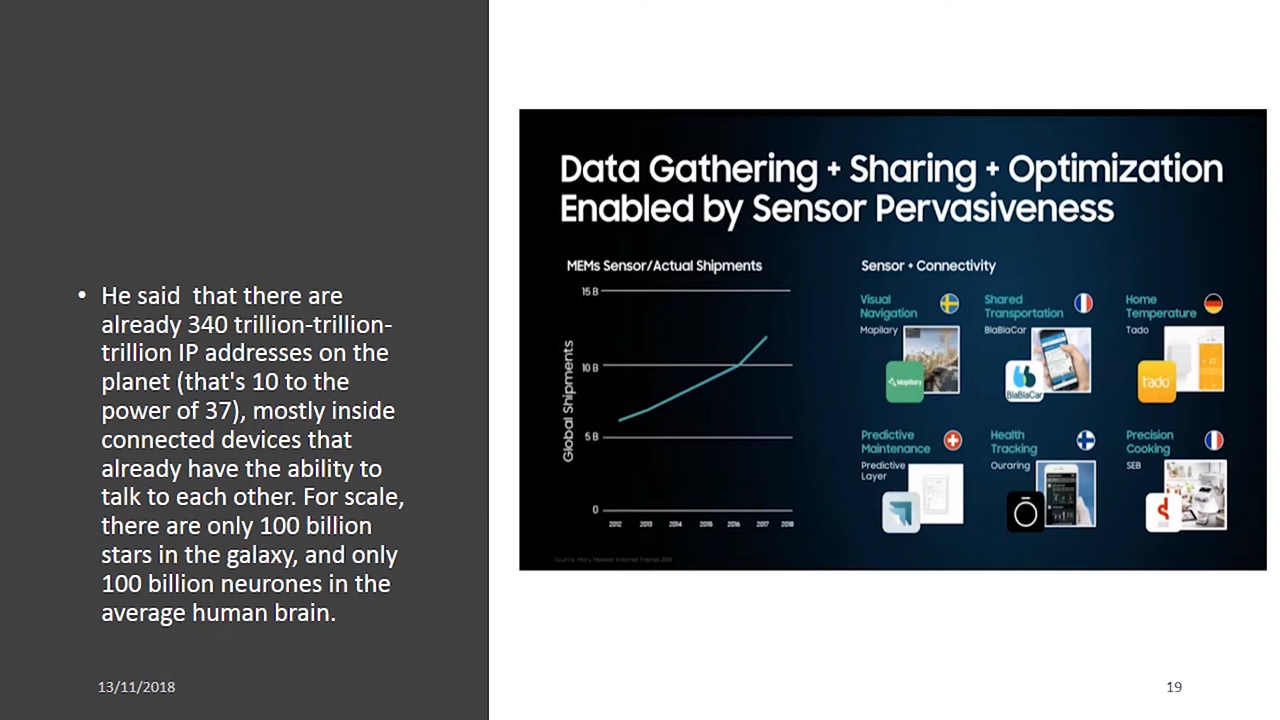 • He said  that there are
already 340 trillion-trillion-
trillion IP addresses on the
planet (that's 10 to the
power of 37), mostly inside
connected devices that
already have the ability to
talk to each other. For scale,
there are only 100 billion
stars in the galaxy, and only
100 billion neurones in the
average human brain.
13/11/2018
Data Gathering + Sharing + Optimization
Enabled by Sensor Pervasiveness
MEMs Sensor/Actual Shipments
Global Shipments
15 B
10 B
5 B
0
2012 2013 2014 2015 2016 2017 2018
Sensor + Connectivity
Visual
Navigation
Mapilary
Mapillary
Shared
Transportation
BlaBlaCar
BlaBlaCar
Home
Temperature
Tado
tado°
Predictive
Maintenance
Predictive
Layer
Health
Tracking
Ouraring
Precision
Cooking
SEB
19